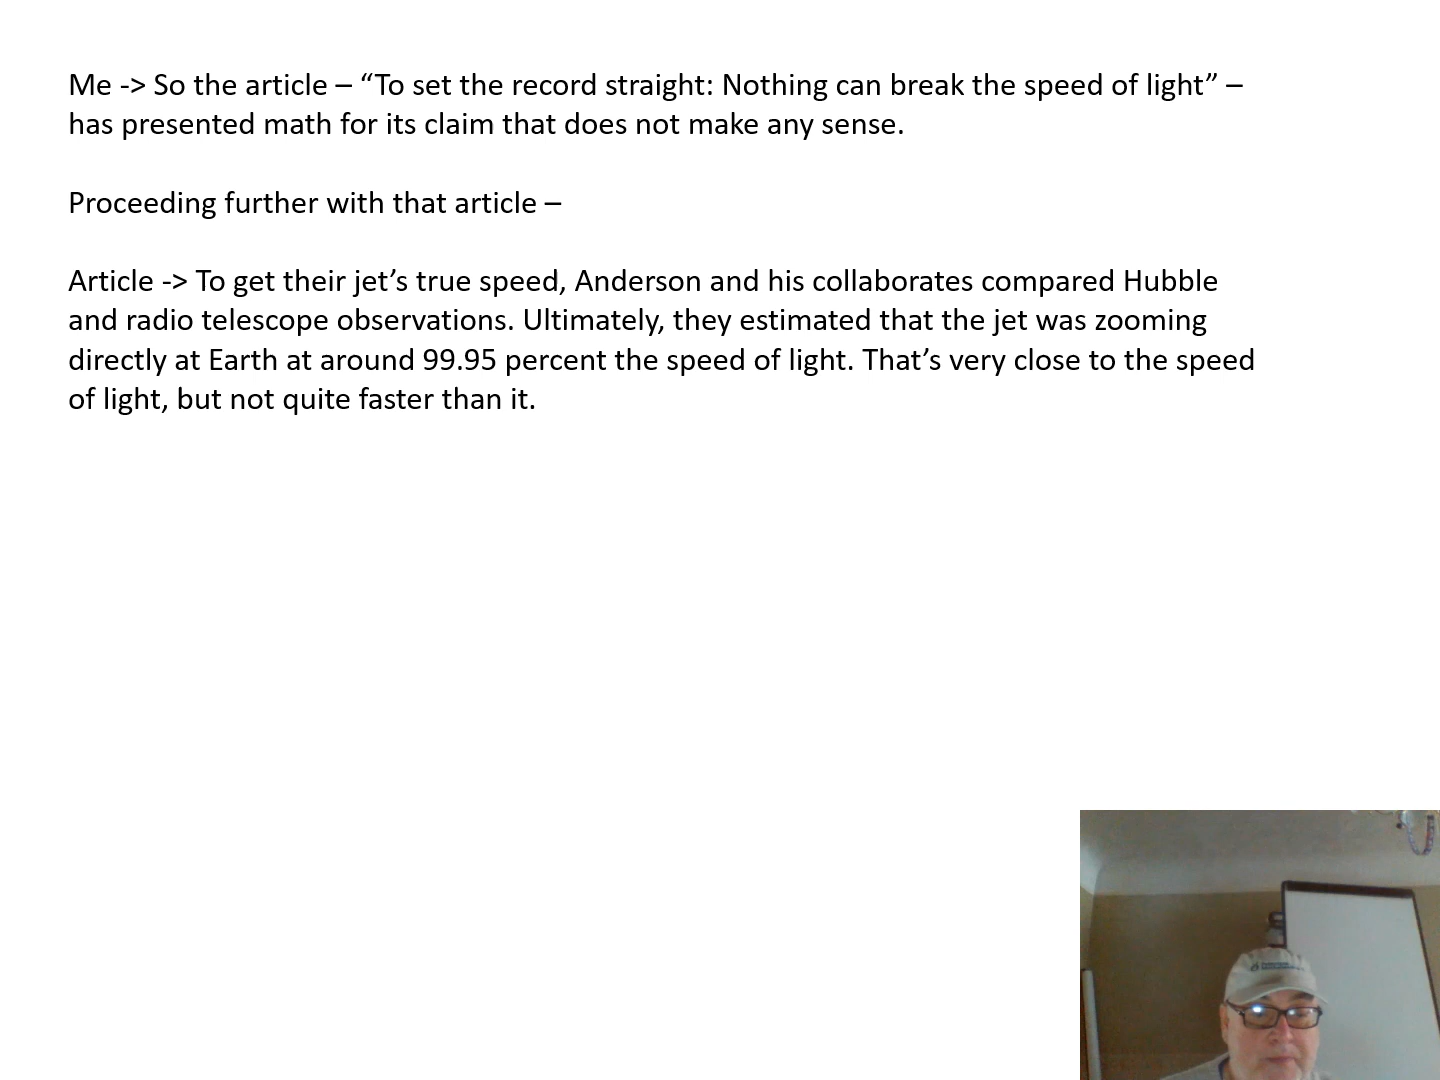 Me -> So the article – “To set the record straight: Nothing can break the speed of light” –
has presented math for its claim that does not make any sense.
Proceeding further with that article –
Article -> To get their jet’s true speed, Anderson and his collaborates compared Hubble
and radio telescope observations. Ultimately, they estimated that the jet was zooming
directly at Earth at around 99.95 percent the speed of light. That’s very close to the speed
of light, but not quite faster than it.